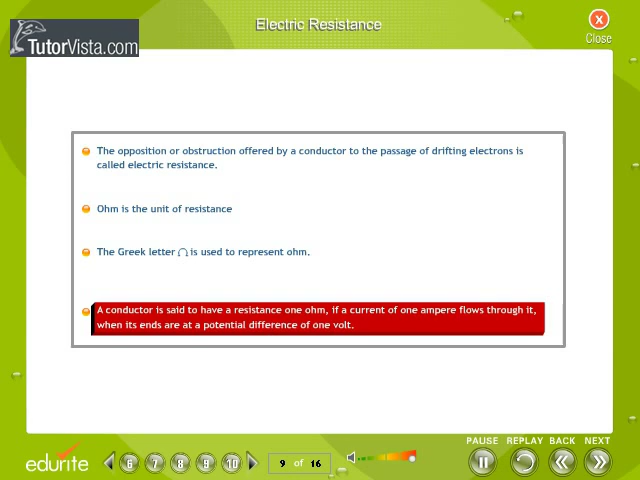 Electric Resistance
X
Close
TutorVista.com
The opposition or obstruction offered by a conductor to the passage of drifting electrons is
called electric resistance.
Ohm is the unit of resistance
The Greek letter Ω is used to represent ohm.
A conductor is said to have a resistance one ohm, if a current of one ampere flows through it,
when its ends are at a potential difference of one volt.
PAUSE REPLAY BACK NEXT
edurite 6 7 8 9 10 9 of 16